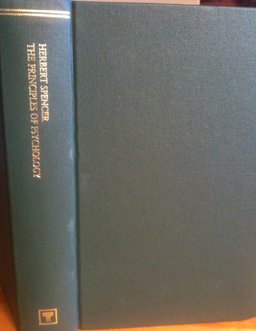 HERBERT SPENCER
THE PRINCIPLES OF PSYCHOLOGY